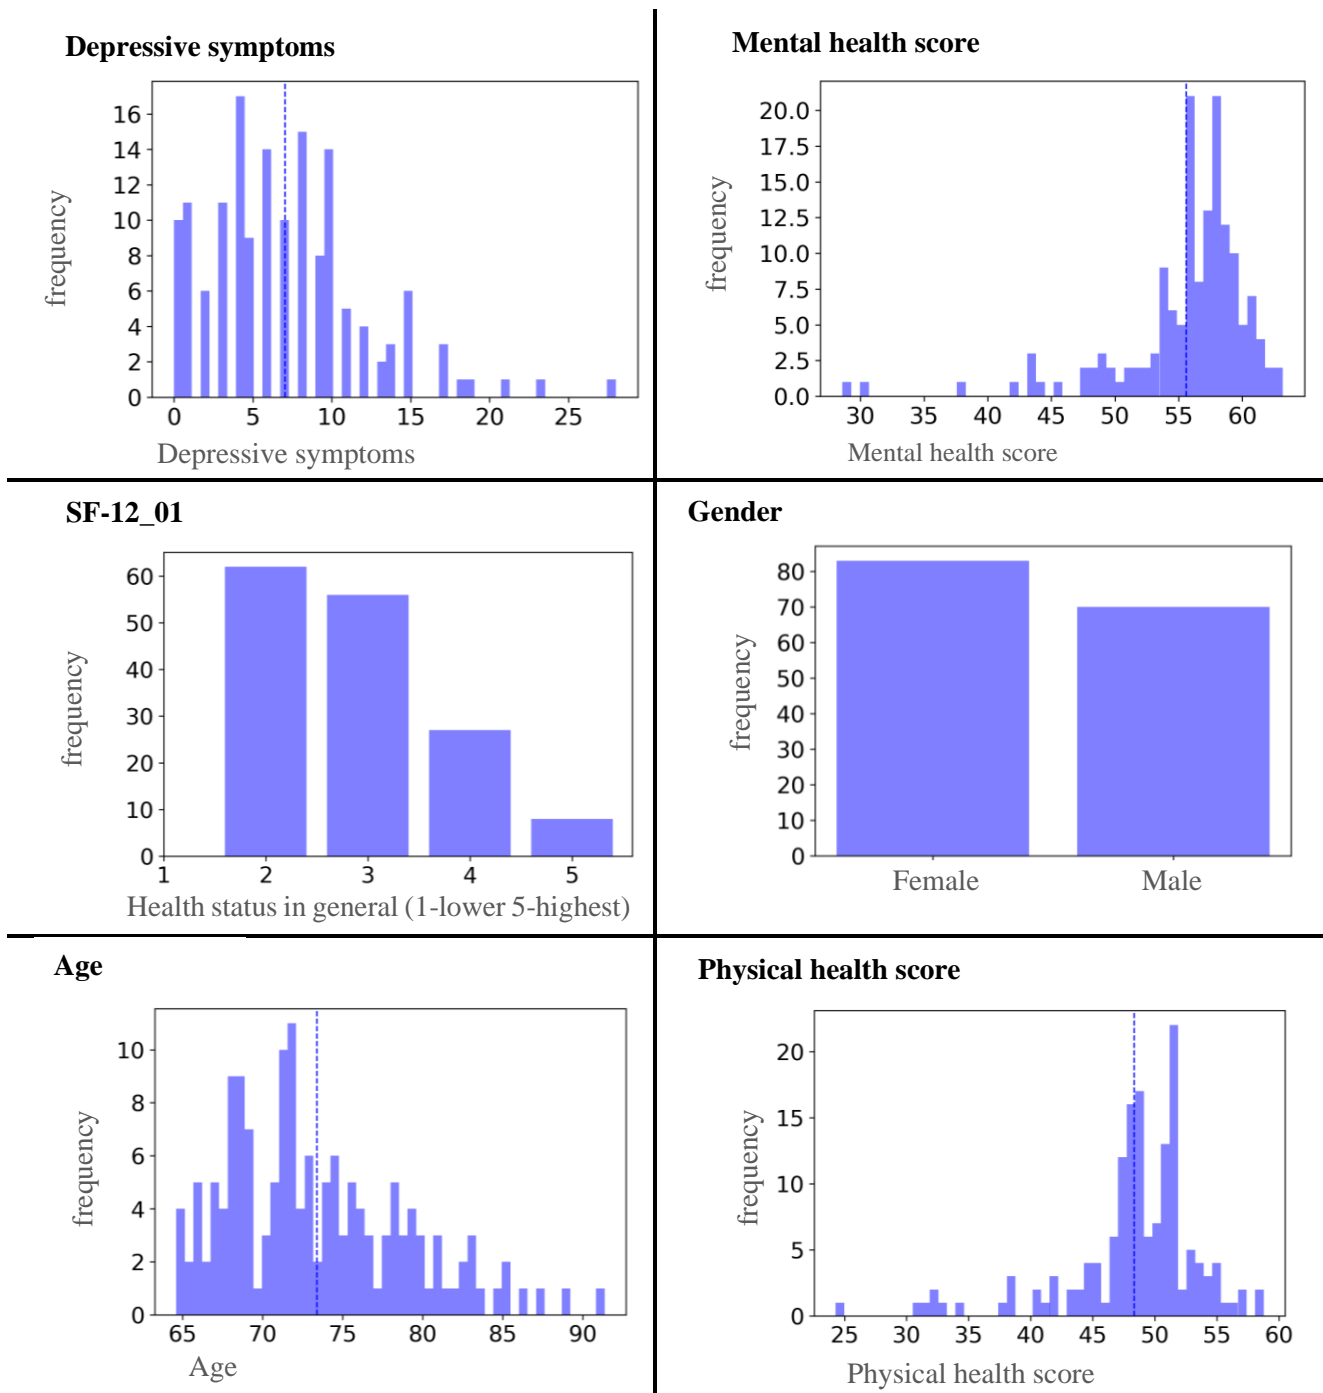 Depressive symptoms
16
14
12
10
8
6
4
2
0
frequency
0 5 10 15 20 25
Depressive symptoms
Mental health score
20.0
17.5
15.0
12.5
10.0
7.5
5.0
2.5
0.0
frequency
30 35 40 45 50 55 60
Mental health score
SF-12_01
60
50
40
30
20
10
0
frequency
1 2 3 4 5
Health status in general (1-lower 5-highest)
Gender
80
70
60
50
40
30
20
10
0
frequency
Female Male
Age
10
8
6
4
2
0
frequency
65 70 75 80 85 90
Age
Physical health score
20
15
10
5
0
frequency
25 30 35 40 45 50 55 60
Physical health score